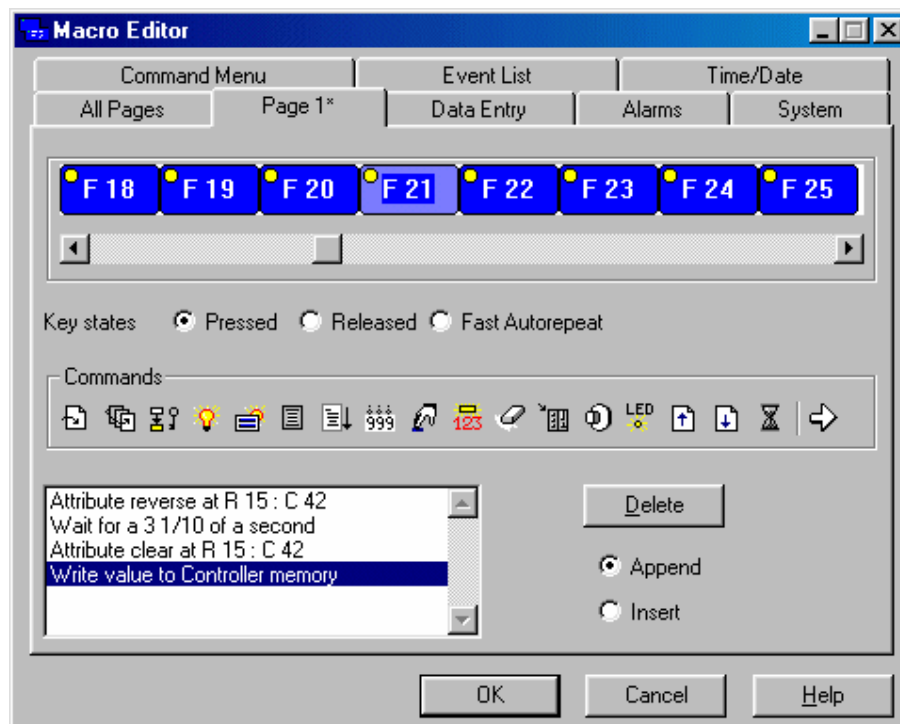 Macro Editor
Command Menu Event List Time/Date
All Pages Page 1* Data Entry Alarms System
F 18 F 19 F 20 F 21 F 22 F 23 F 24 F 25
Key states Pressed Released Fast Autorepeat
Commands
999 123 LED
Attribute reverse at R 15 : C 42
Wait for a 3 1/10 of a second
Attribute clear at R 15 : C 42
Write value to Controller memory
Delete
Append
Insert
OK Cancel Help